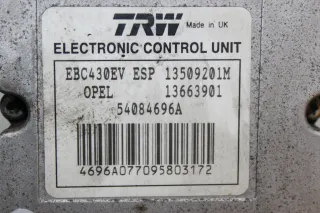 TRW Made in UK
ELECTRONIC CONTROL UNIT
EBC430EV ESP 13509201M
OPEL 13663901
54084696A
4696A077095803172